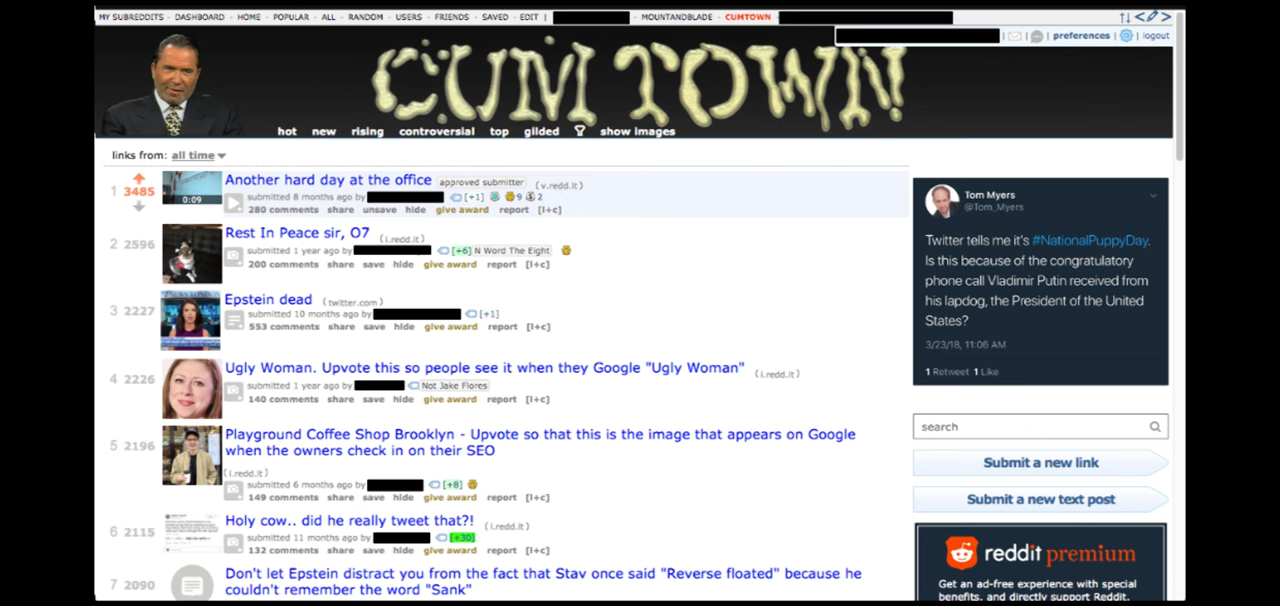 MY SUBREDDITS - DASHBOARD - HOME - POPULAR - ALL - RANDOM - USERS - FRIENDS - SAVED - EDIT | - MOUNTANDBLADE - CUMTOWN -
| preferences | | logout
CUM TOWN
hot new rising controversial top gilded show images
links from: all time
1 3485
0:09
Another hard day at the office approved submitter (v.redd.it)
submitted 8 months ago by [+1] 9 2
280 comments share unsave hide give award report [l+c]
2 2596
Rest In Peace sir, O7 (i.redd.it)
submitted 1 year ago by [+6] N Word The Eight
200 comments share save hide give award report [l+c]
3 2227
Epstein dead (twitter.com)
submitted 10 months ago by [+1]
553 comments share save hide give award report [l+c]
4 2226
Ugly Woman. Upvote this so people see it when they Google "Ugly Woman" (i.redd.it)
submitted 1 year ago by Not Jake Flores
140 comments share save hide give award report [l+c]
5 2196
Playground Coffee Shop Brooklyn - Upvote so that this is the image that appears on Google
when the owners check in on their SEO
(i.redd.it)
submitted 6 months ago by [+8]
149 comments share save hide give award report [l+c]
6 2115
Holy cow.. did he really tweet that?! (i.redd.it)
submitted 11 months ago by [+30]
132 comments share save hide give award report [l+c]
7 2090
Don't let Epstein distract you from the fact that Stav once said "Reverse floated" because he
couldn't remember the word "Sank"
Tom Myers
@Tom_Myers
Twitter tells me it's #NationalPuppyDay.
Is this because of the congratulatory
phone call Vladimir Putin received from
his lapdog, the President of the United
States?
3/23/18, 11:06 AM
1 Retweet 1 Like
search
Submit a new link
Submit a new text post
reddit premium
Get an ad-free experience with special
benefits, and directly support Reddit.